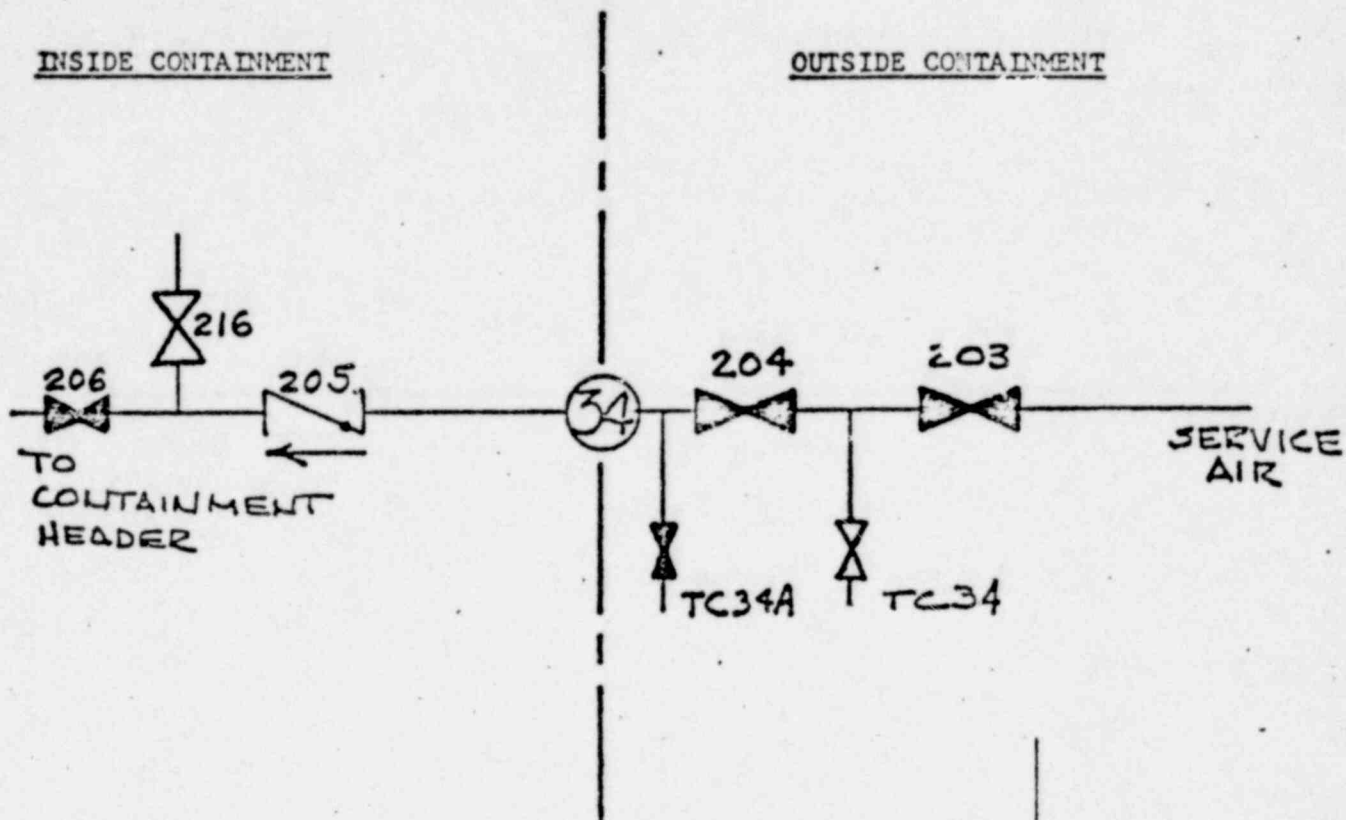 INSIDE CONTAINMENT
OUTSIDE CONTAINMENT
216
206
205
34
204
203
TO
CONTAINMENT
HEADER
SERVICE
AIR
TC34A
TC34